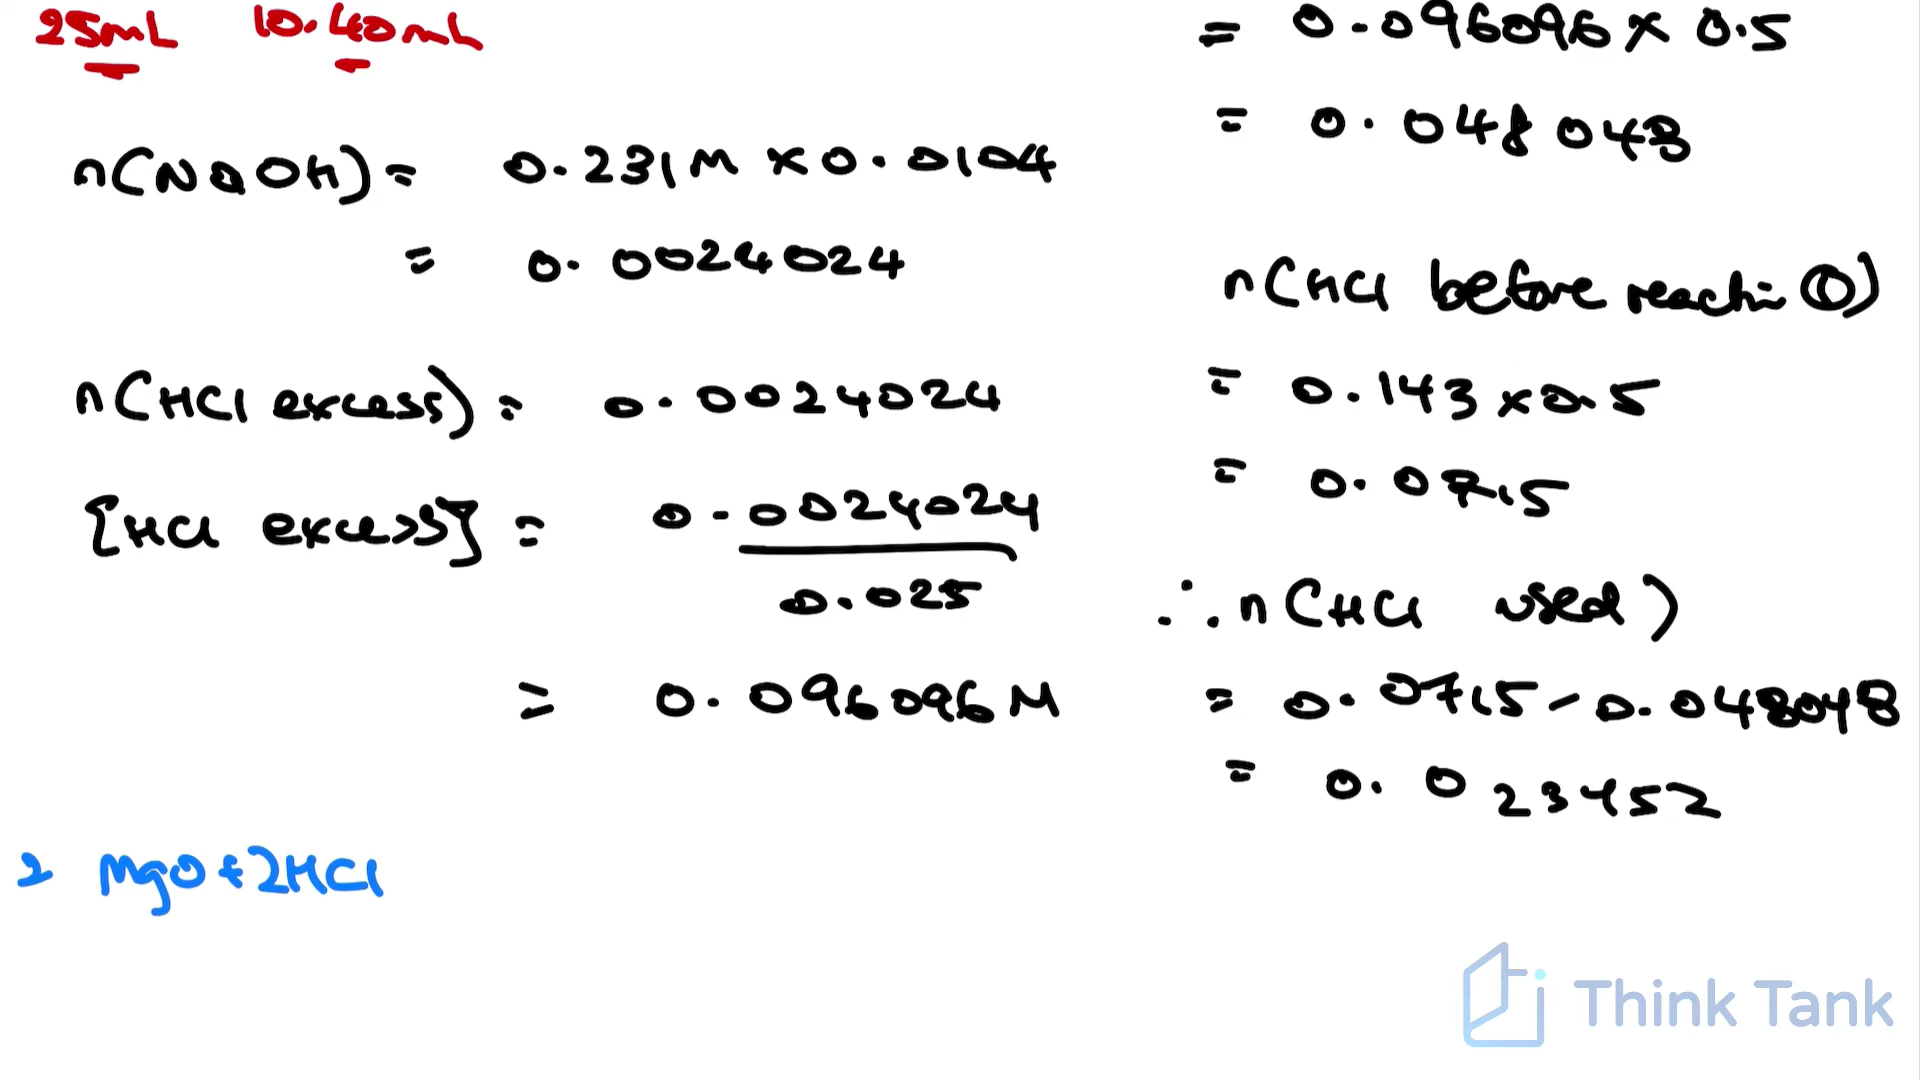 25mL 10.40mL
n(NaOH) = 0.231M × 0.0104
= 0.0024024
n(HCl excess) = 0.0024024
[HCl excess] = 0.0024024
0.025
= 0.096096M
2 MgO + 2HCl
= 0.096096 × 0.5
= 0.048048
n(HCl before reactin ①)
= 0.143 × 0.5
= 0.0715
∴ n(HCl used)
= 0.0715 - 0.048048
= 0.023452
Think Tank